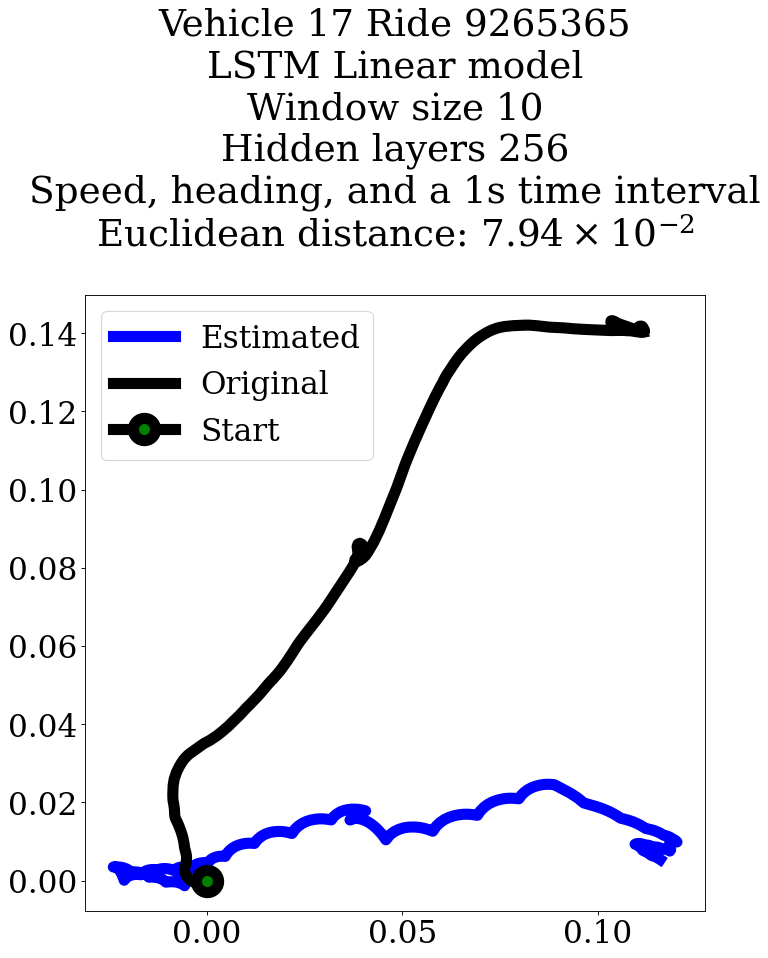 Vehicle 17 Ride 9265365
LSTM Linear model
Window size 10
Hidden layers 256
Speed, heading, and a 1s time interval
Euclidean distance: 7.94 × 10⁻²
Estimated
Original
Start
0.14
0.12
0.10
0.08
0.06
0.04
0.02
0.00
0.00 0.05 0.10